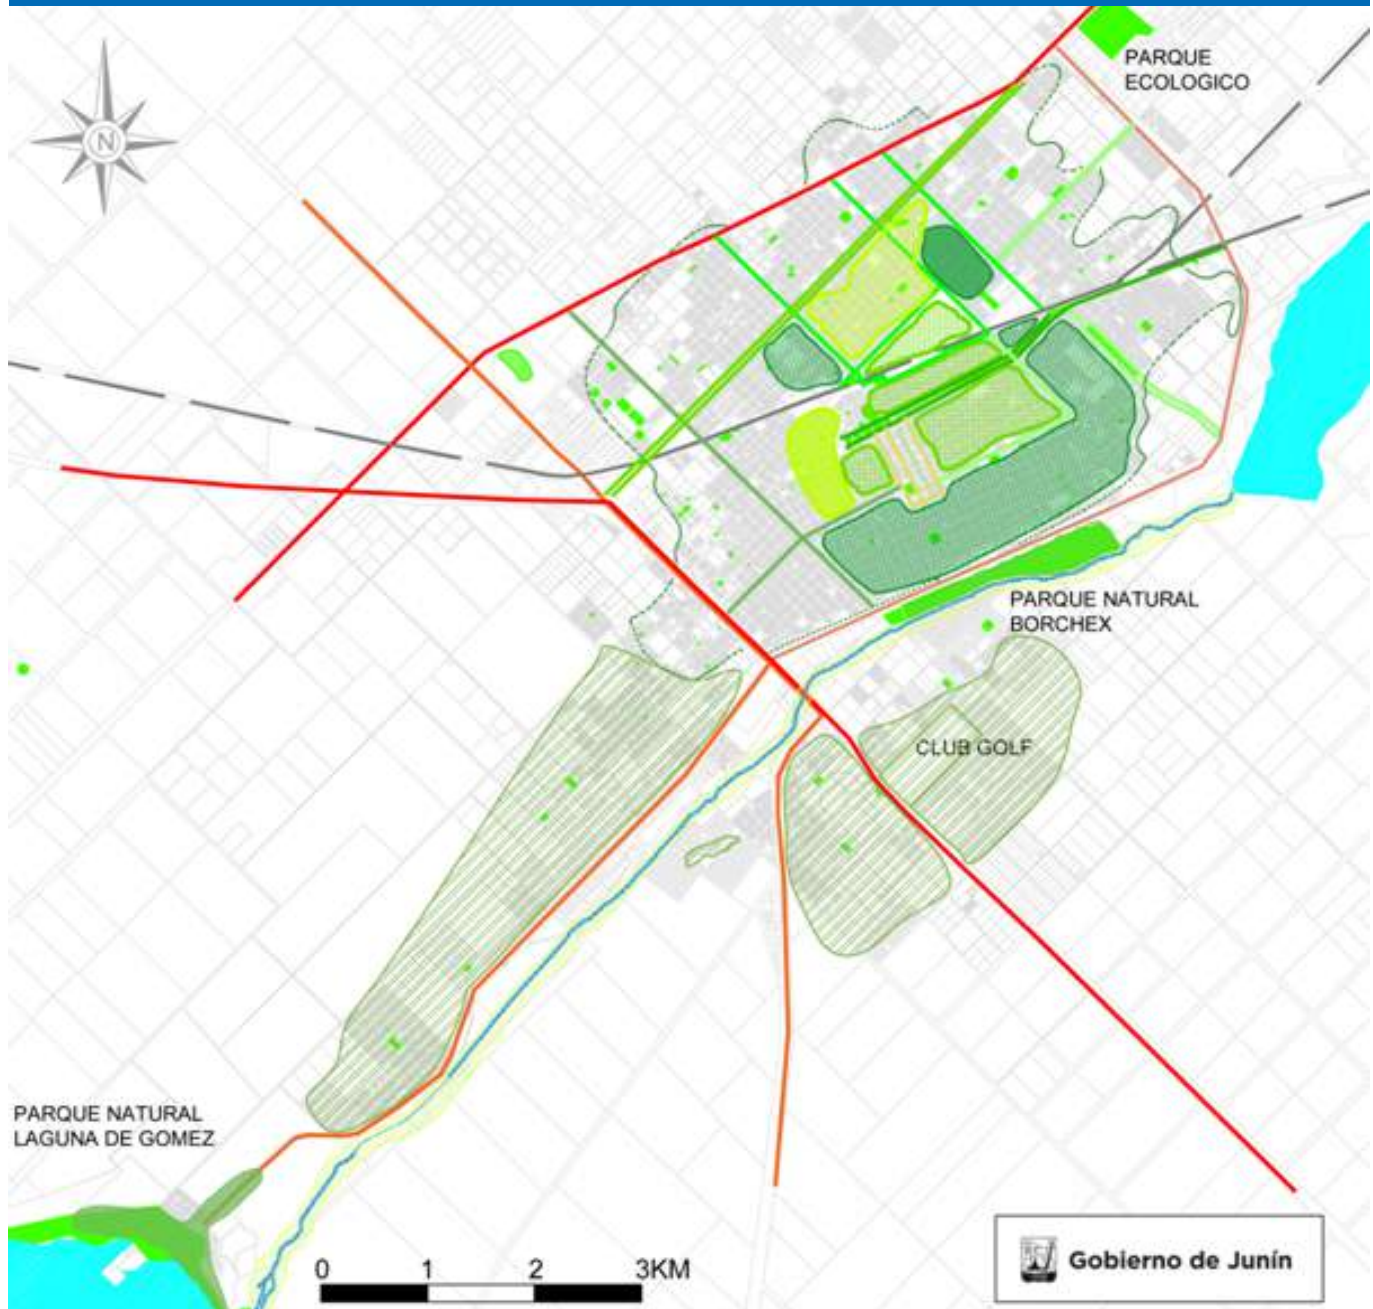 PARQUE
ECOLOGICO
N
PARQUE NATURAL
BORCHEX
CLUB GOLF
PARQUE NATURAL
LAGUNA DE GOMEZ
0 1 2 3KM
Gobierno de Junín